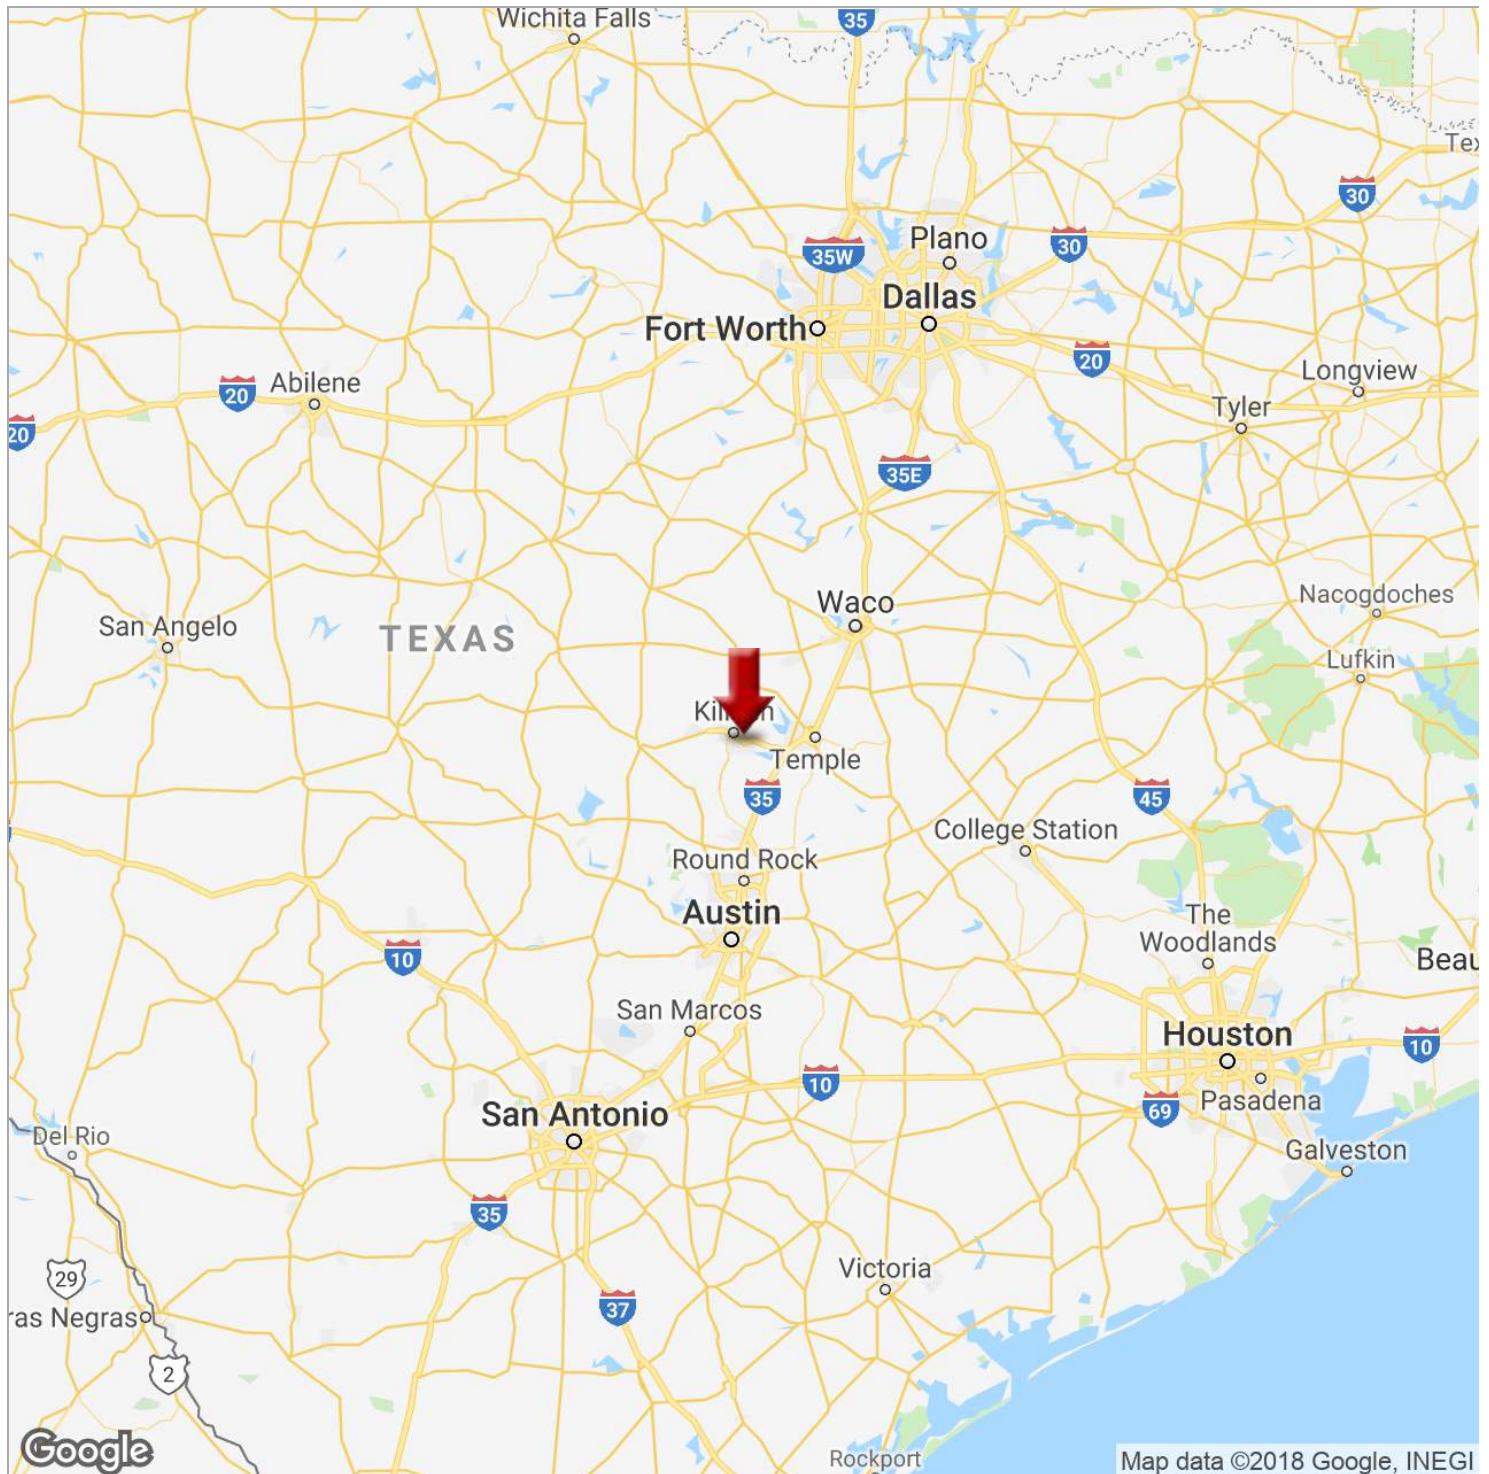 Wichita Falls
35
Tex
30
Plano
35W
30
Dallas
Fort Worth
20
Longview
Abilene
20
Tyler
20
35E
Nacogdoches
Waco
San Angelo
TEXAS
Lufkin
Temple
35
45
College Station
Round Rock
The
Woodlands
Austin
10
Beau
San Marcos
Houston
10
10
69
Pasadena
San Antonio
Del Rio
Galveston
35
Victoria
29
37
ras Negras
2
Google
Rockport
Map data ©2018 Google, INEGI